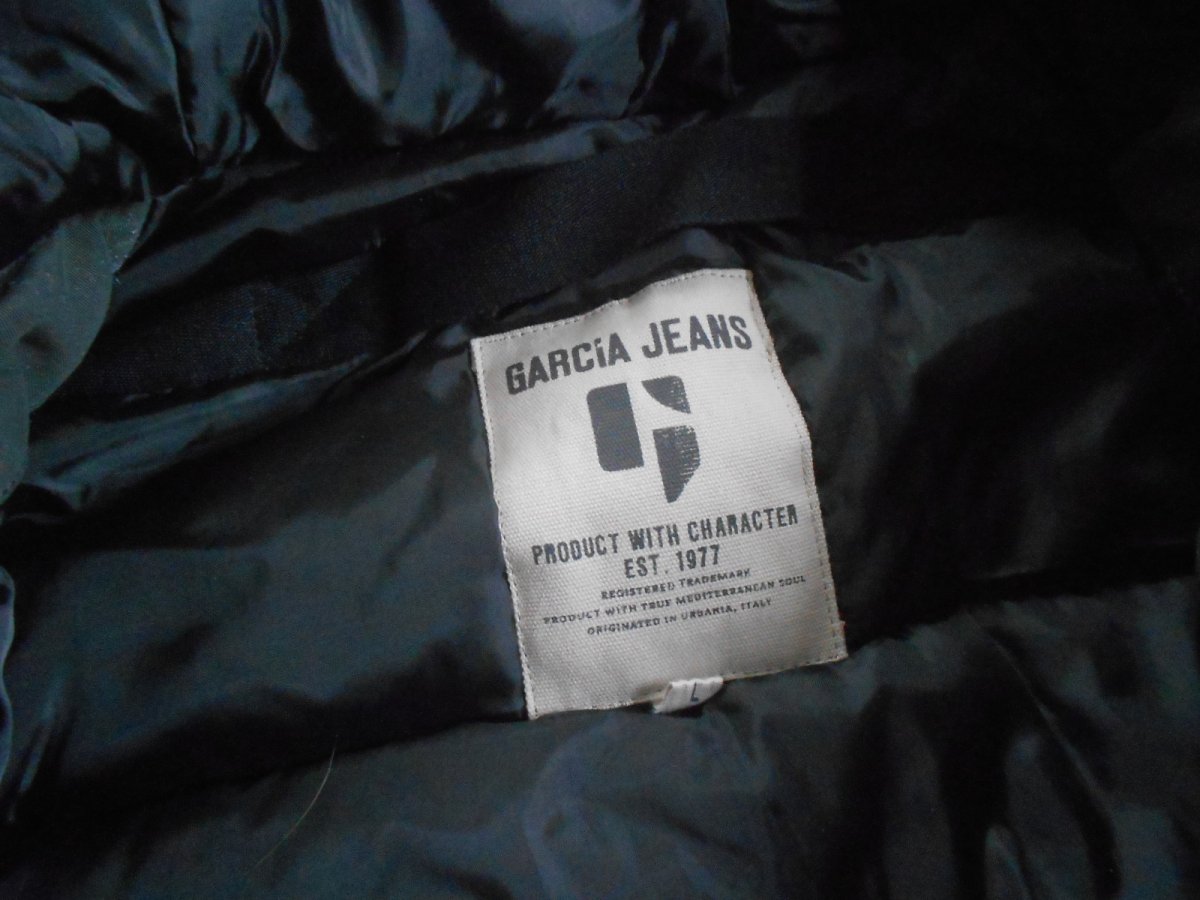 GARCiA JEANS
PRODUCT WITH CHARACTER
EST. 1977
REGISTERED TRADEMARK
PRODUCT WITH TRUE MEDITERRANEAN SOUL
ORIGINATED IN URBANIA, ITALY
L